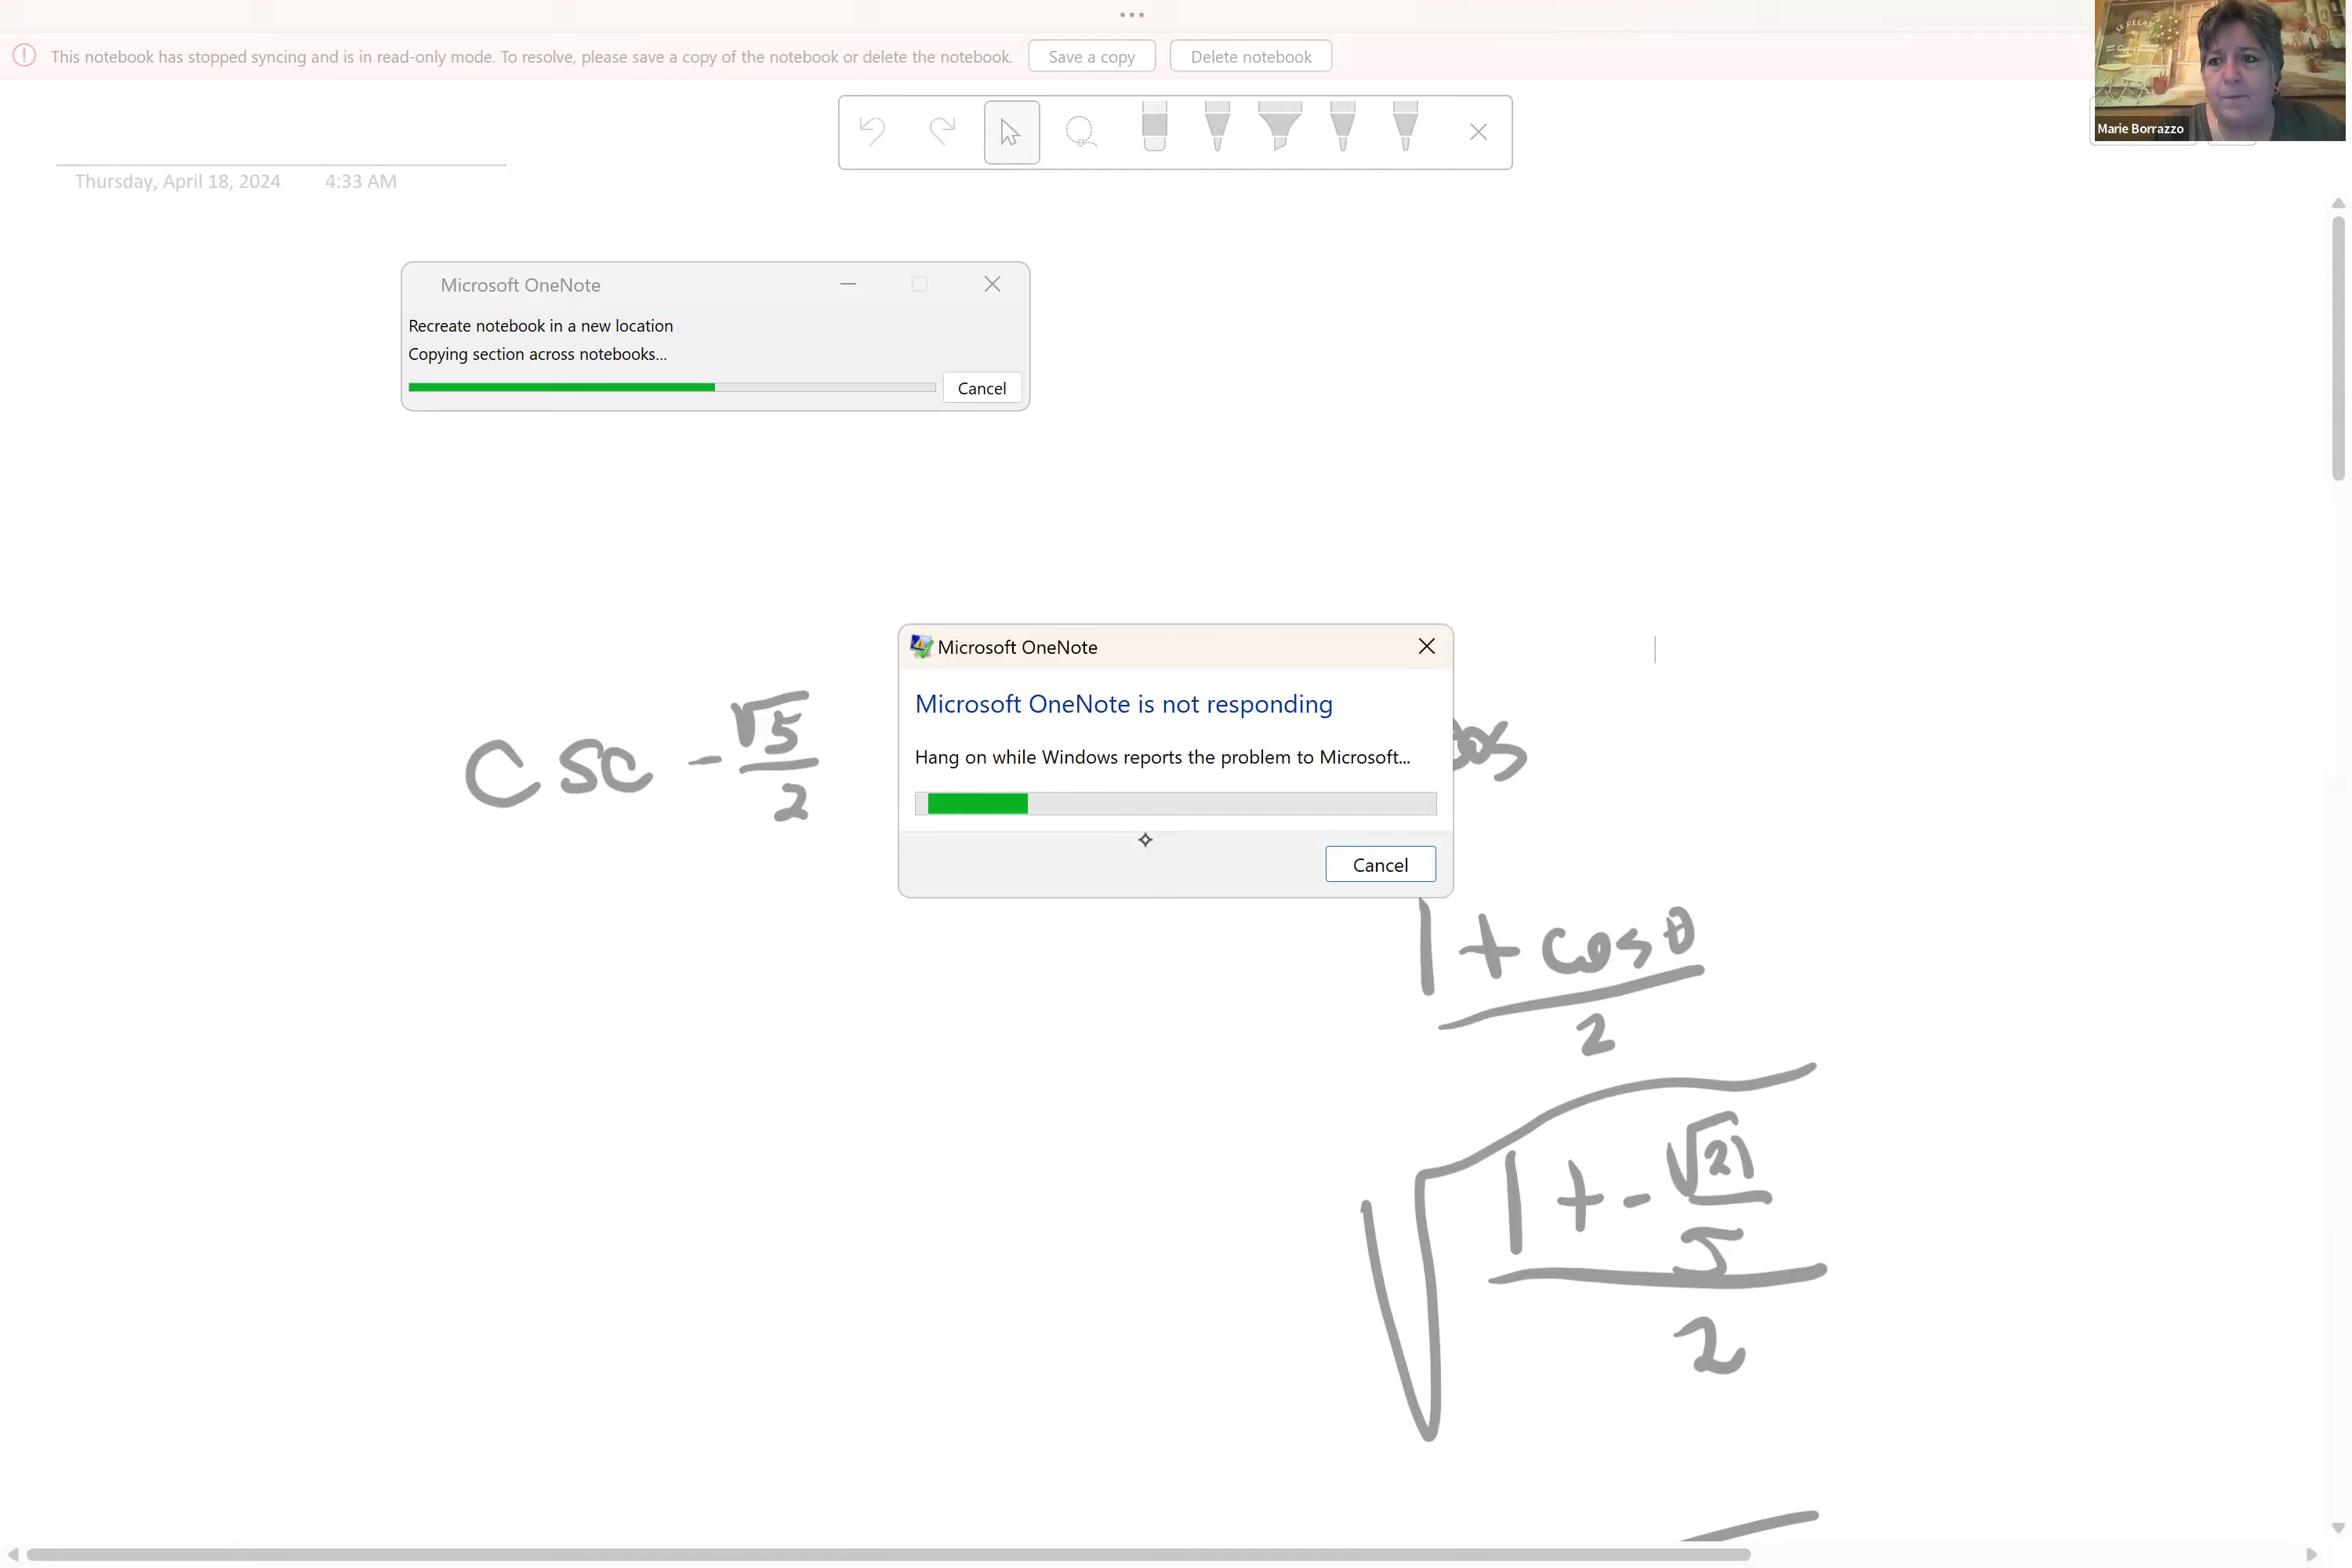 This notebook has stopped syncing and is in read-only mode. To resolve, please save a copy of the notebook or delete the notebook. Save a copy Delete notebook
Marie Borrazzo
Thursday, April 18, 2024 4:33 AM
Microsoft OneNote
Recreate notebook in a new location
Copying section across notebooks...
Cancel
Microsoft OneNote
Microsoft OneNote is not responding
Hang on while Windows reports the problem to Microsoft...
Cancel
csc -√5/2
cos
1 + cos θ
2
√1 + -√21/5
2